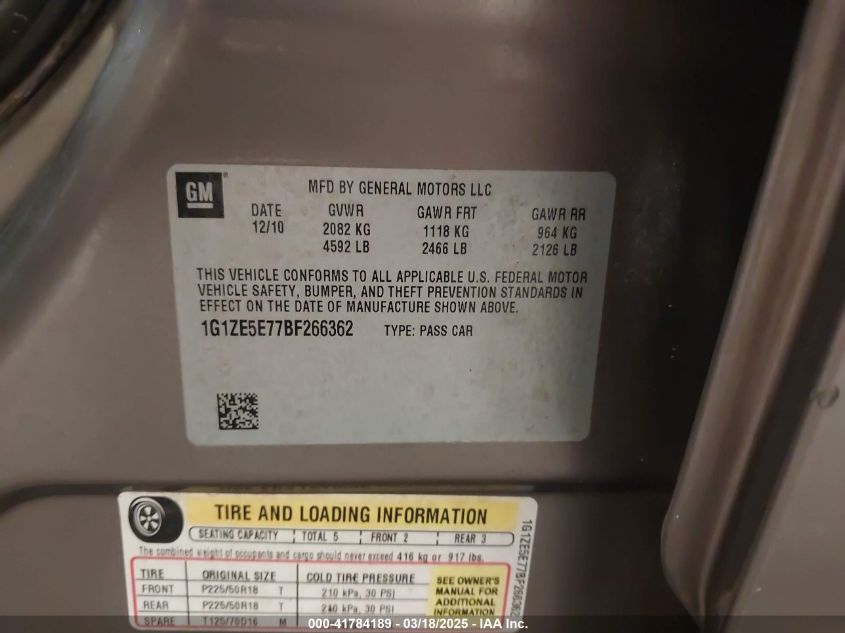 GM
MFD BY GENERAL MOTORS LLC
DATE GVWR GAWR FRT GAWR RR
12/10 2082 KG 1118 KG 964 KG
4592 LB 2466 LB 2126 LB
THIS VEHICLE CONFORMS TO ALL APPLICABLE U.S. FEDERAL MOTOR
VEHICLE SAFETY, BUMPER, AND THEFT PREVENTION STANDARDS IN
EFFECT ON THE DATE OF MANUFACTURE SHOWN ABOVE.
1G1ZE5E77BF266362 TYPE: PASS CAR
TIRE AND LOADING INFORMATION
SEATING CAPACITY TOTAL 5 FRONT 2 REAR 3
The combined weight of occupants and cargo should never exceed 416 kg or 917 lbs.
TIRE ORIGINAL SIZE COLD TIRE PRESSURE
FRONT P225/50R18 T 210 kPa, 30 PSI
REAR P225/50R18 T 210 kPa, 30 PSI
SPARE T125/70D16 M
SEE OWNER'S
MANUAL FOR
ADDITIONAL
INFORMATION
1G1ZE5E77BF266362
000-41784189 - 03/18/2025 - IAA Inc.